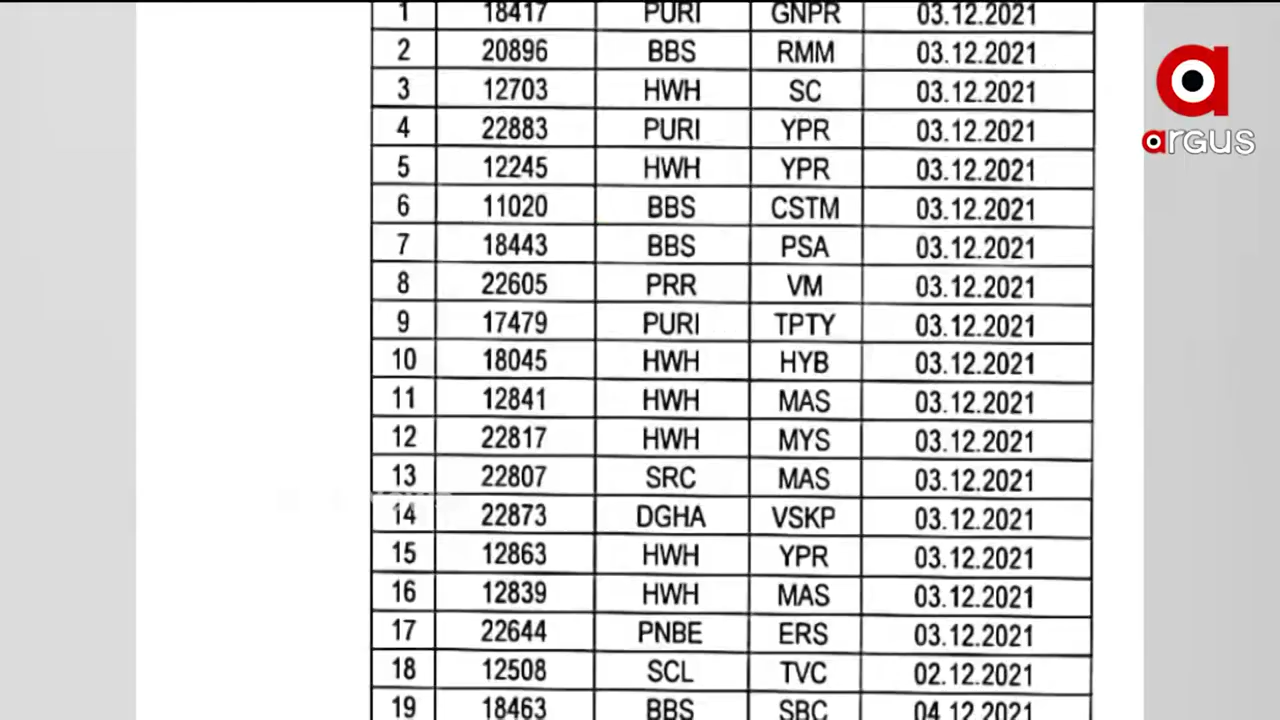 1 18417 PURI GNPR 03.12.2021
2 20896 BBS RMM 03.12.2021
3 12703 HWH SC 03.12.2021
4 22883 PURI YPR 03.12.2021
5 12245 HWH YPR 03.12.2021
6 11020 BBS CSTM 03.12.2021
7 18443 BBS PSA 03.12.2021
8 22605 PRR VM 03.12.2021
9 17479 PURI TPTY 03.12.2021
10 18045 HWH HYB 03.12.2021
11 12841 HWH MAS 03.12.2021
12 22817 HWH MYS 03.12.2021
13 22807 SRC MAS 03.12.2021
14 22873 DGHA VSKP 03.12.2021
15 12863 HWH YPR 03.12.2021
16 12839 HWH MAS 03.12.2021
17 22644 PNBE ERS 03.12.2021
18 12508 SCL TVC 02.12.2021
19 18463 BBS SBC 04.12.2021
a
arGus